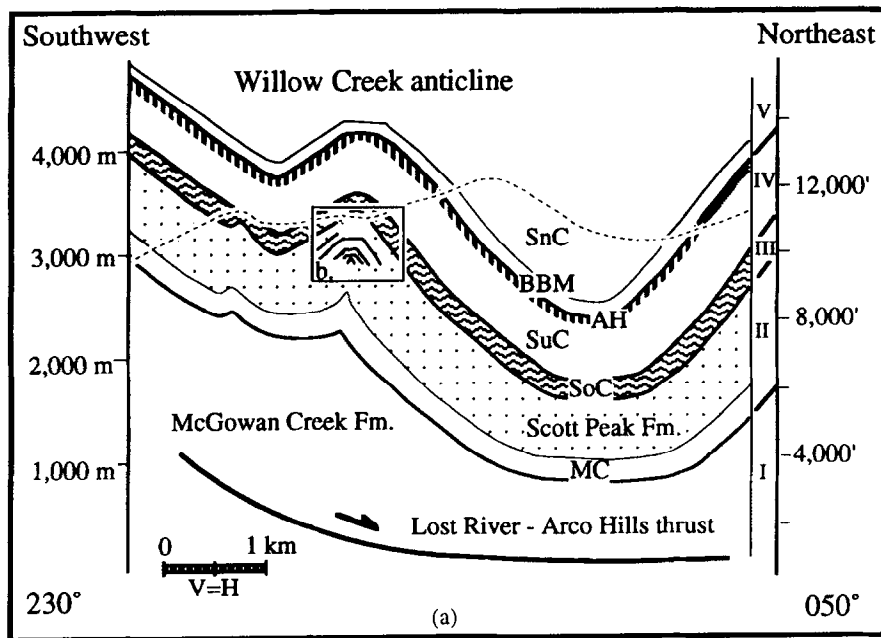 Southwest
Northeast
Willow Creek anticline
V
4,000 m
IV
12,000'
SnC
3,000 m
III
b.
BBM
AH
8,000'
SuC
II
2,000 m
SoC
McGowan Creek Fm.
Scott Peak Fm.
4,000'
1,000 m
MC
I
Lost River - Arco Hills thrust
0 1 km
V=H
230°
(a)
050°